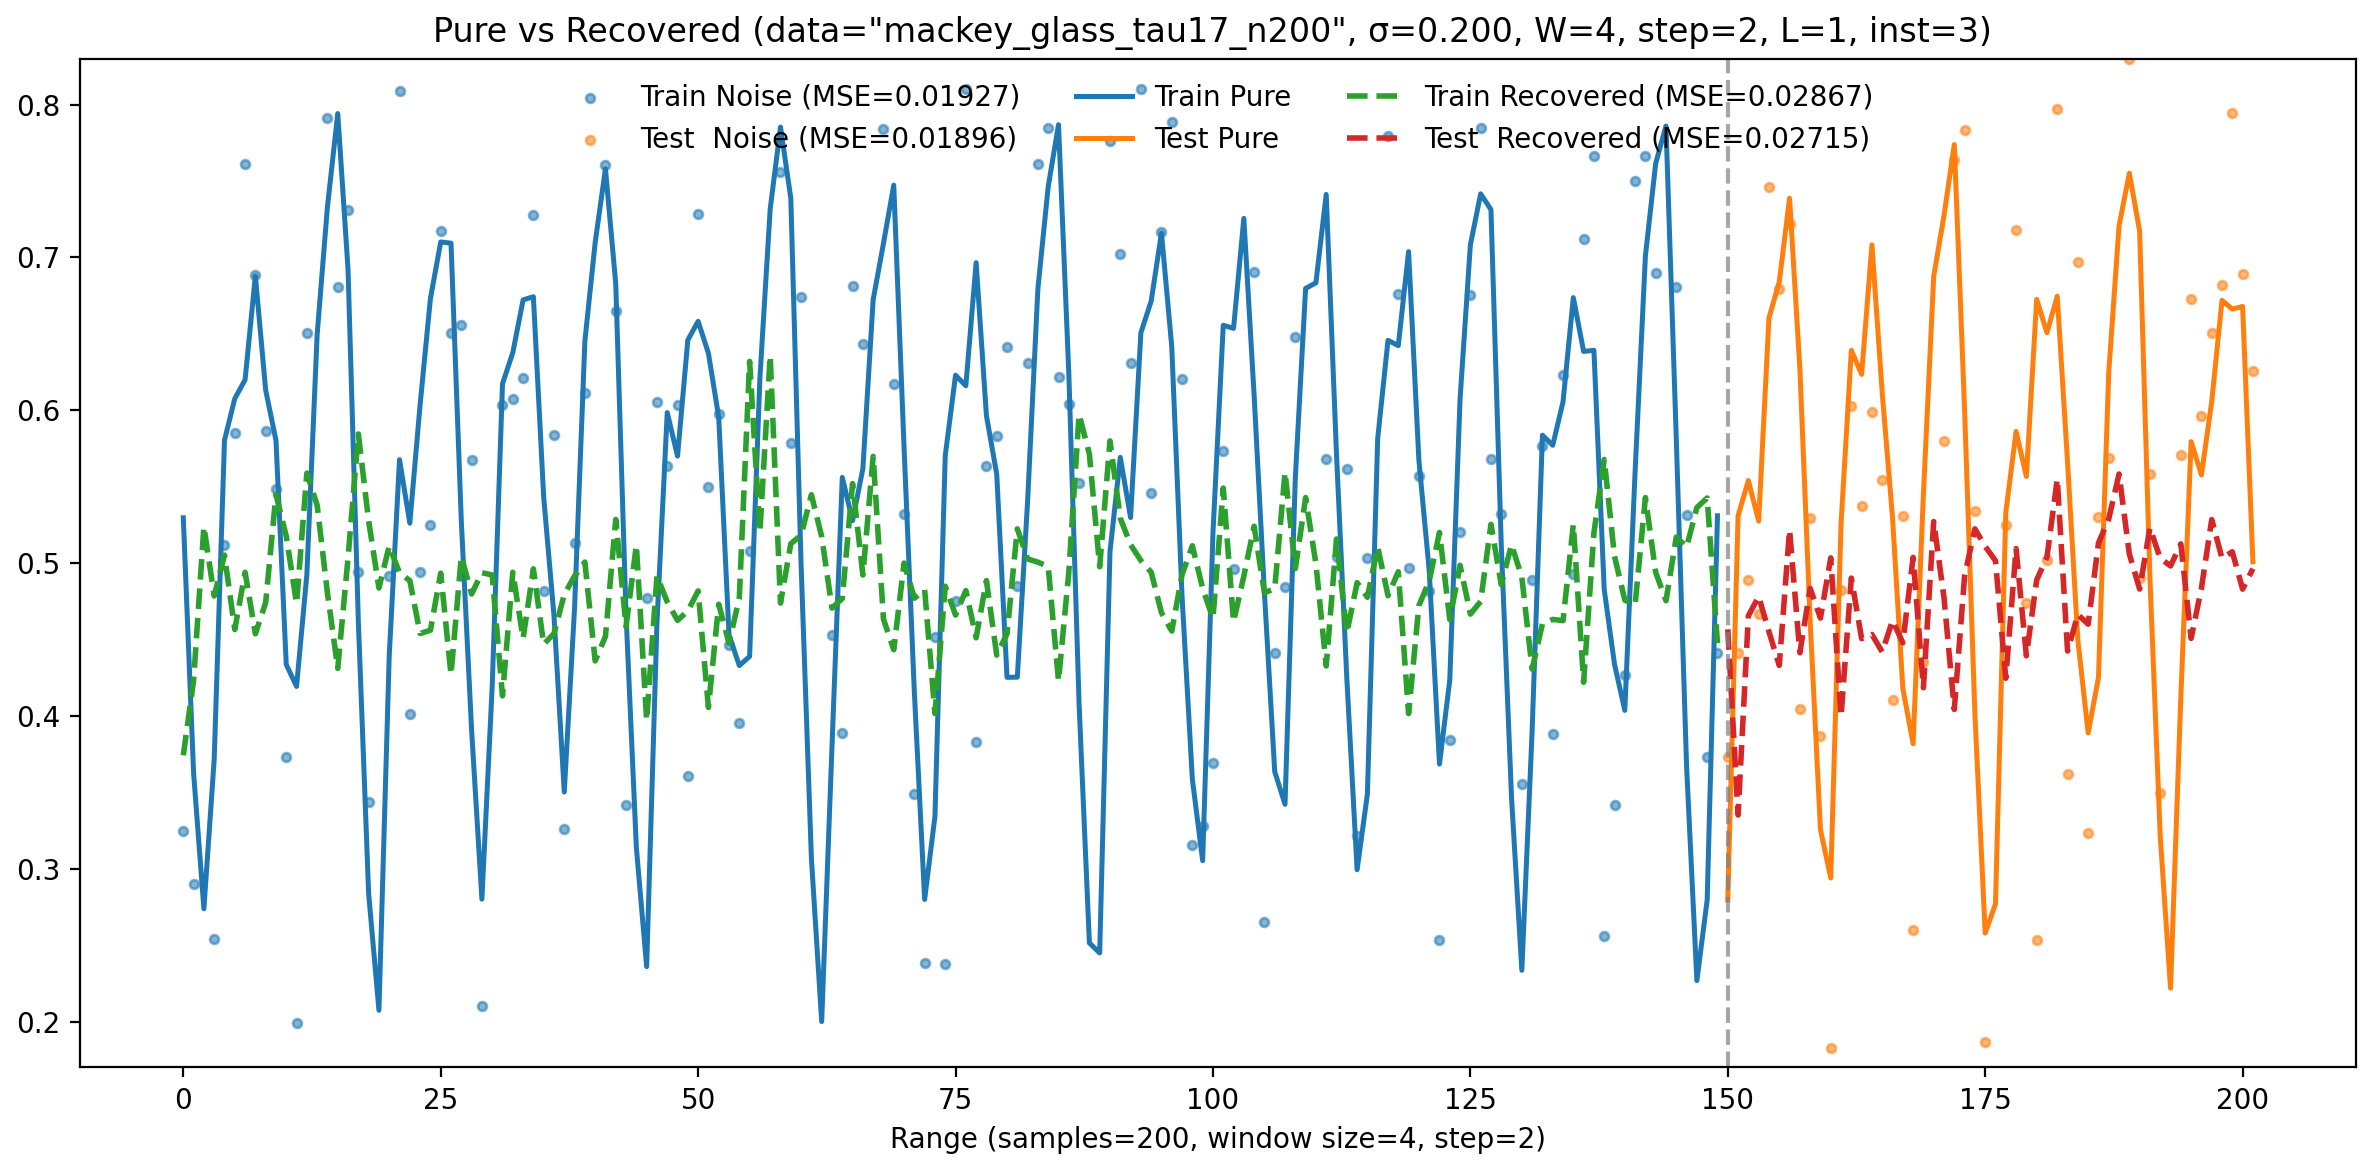 Pure vs Recovered (data="mackey_glass_tau17_n200", σ=0.200, W=4, step=2, L=1, inst=3)
Train Noise (MSE=0.01927)
Test  Noise (MSE=0.01896)
Train Pure
Test Pure
Train Recovered (MSE=0.02867)
Test  Recovered (MSE=0.02715)
0.8
0.7
0.6
0.5
0.4
0.3
0.2
0 25 50 75 100 125 150 175 200
Range (samples=200, window size=4, step=2)